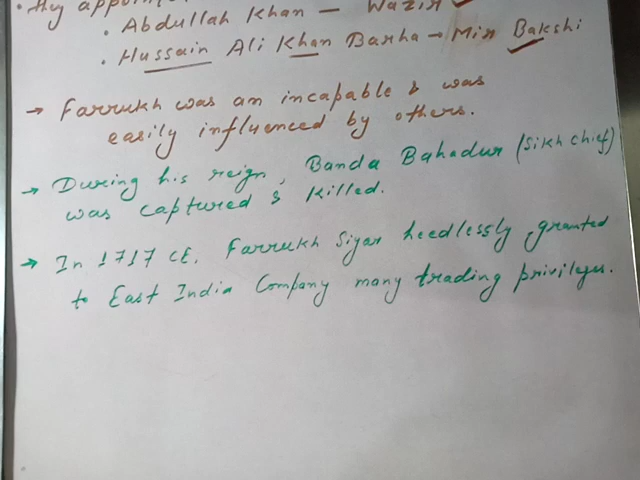 • They appoint
• Abdullah Khan – Wazir
• Hussain Ali Khan Barha – Mir Bakshi
→ Farrukh was an incapable & was
easily influenced by others.
→ During his reign, Banda Bahadur (Sikh chief)
was captured & killed.
→ In 1717 CE, Farrukh Siyar heedlessly granted
to East India Company many trading privileges.